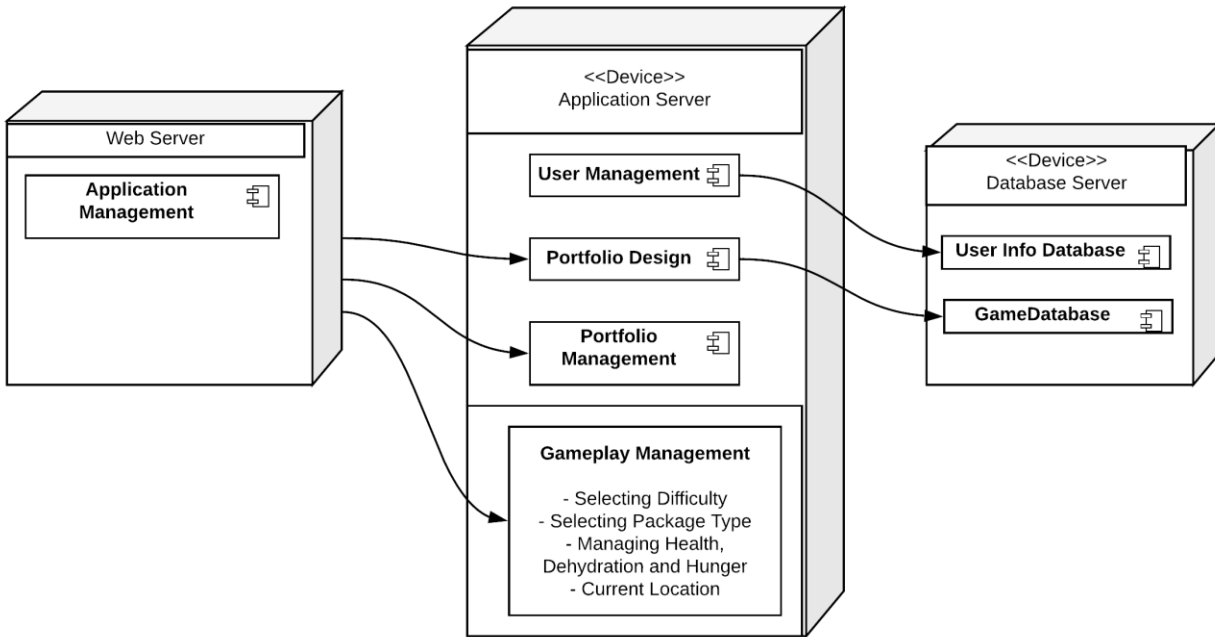 Web Server
Application
Management
<<Device>>
Application Server
User Management
Portfolio Design
Portfolio
Management
Gameplay Management
- Selecting Difficulty
- Selecting Package Type
- Managing Health,
Dehydration and Hunger
- Current Location
<<Device>>
Database Server
User Info Database
GameDatabase